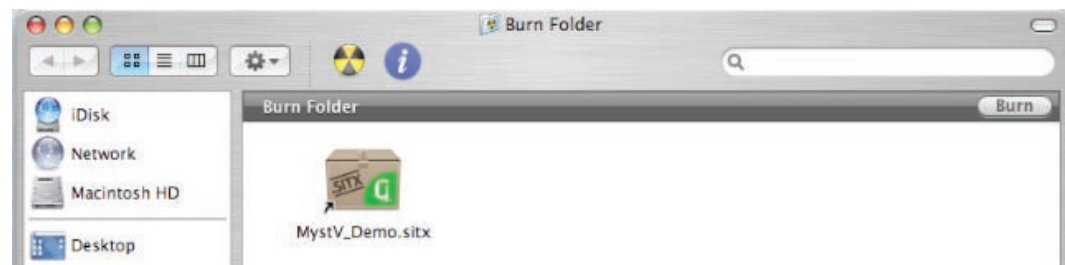 Burn Folder
iDisk
Network
Macintosh HD
Desktop
Burn Folder
Burn
SITX
MystV_Demo.sitx